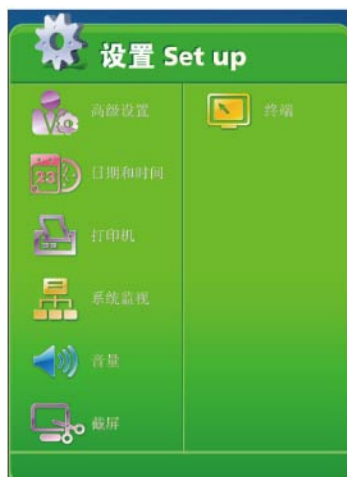 设置 Set up
高级设置
日期和时间
23
打印机
系统监视
音量
截屏
终端